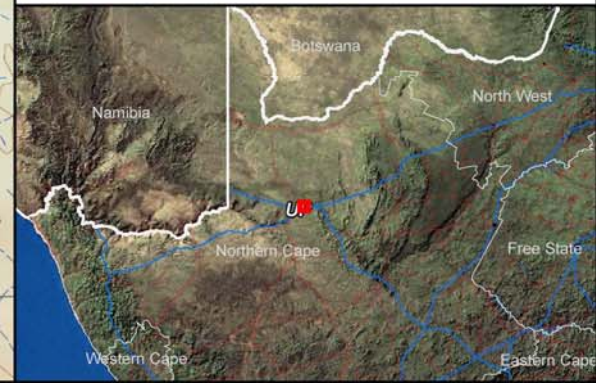 Botswana
North West
Namibia
Northern Cape
Free State
Western Cape
Eastern Cape